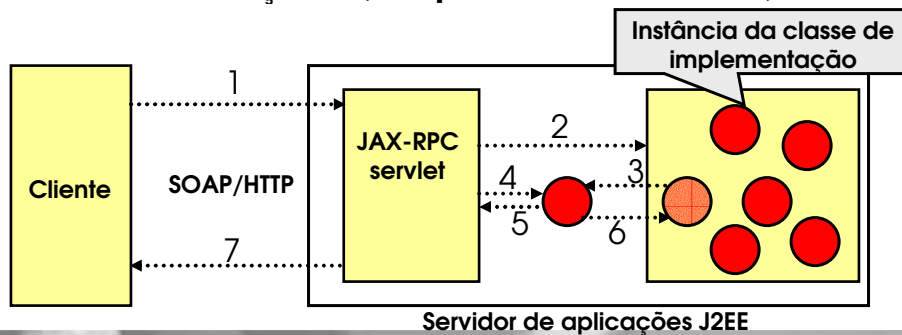 Instância da classe de
implementação
1
JAX-RPC
servlet
2
Cliente
SOAP/HTTP
4
3
5
6
7
Servidor de aplicações J2EE